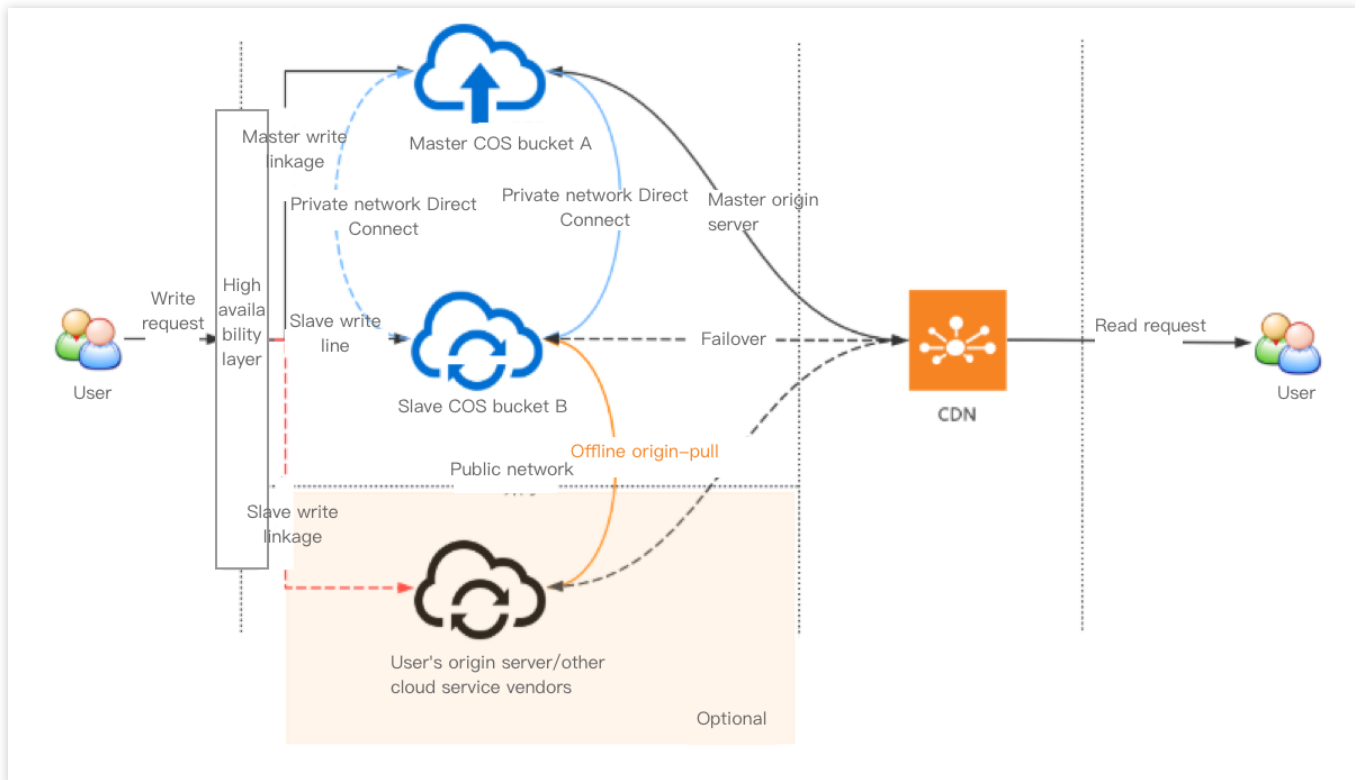 Master COS bucket A
Master write
linkage
Private network Direct
Connect
Private network Direct
Connect
Master origin
server
High
availa
bility
layer
Write
request
User
Slave write
line
Slave COS bucket B
Failover
CDN
Read request
User
Offline origin-pull
Public network
Slave write
linkage
User's origin server/other
cloud service vendors
Optional